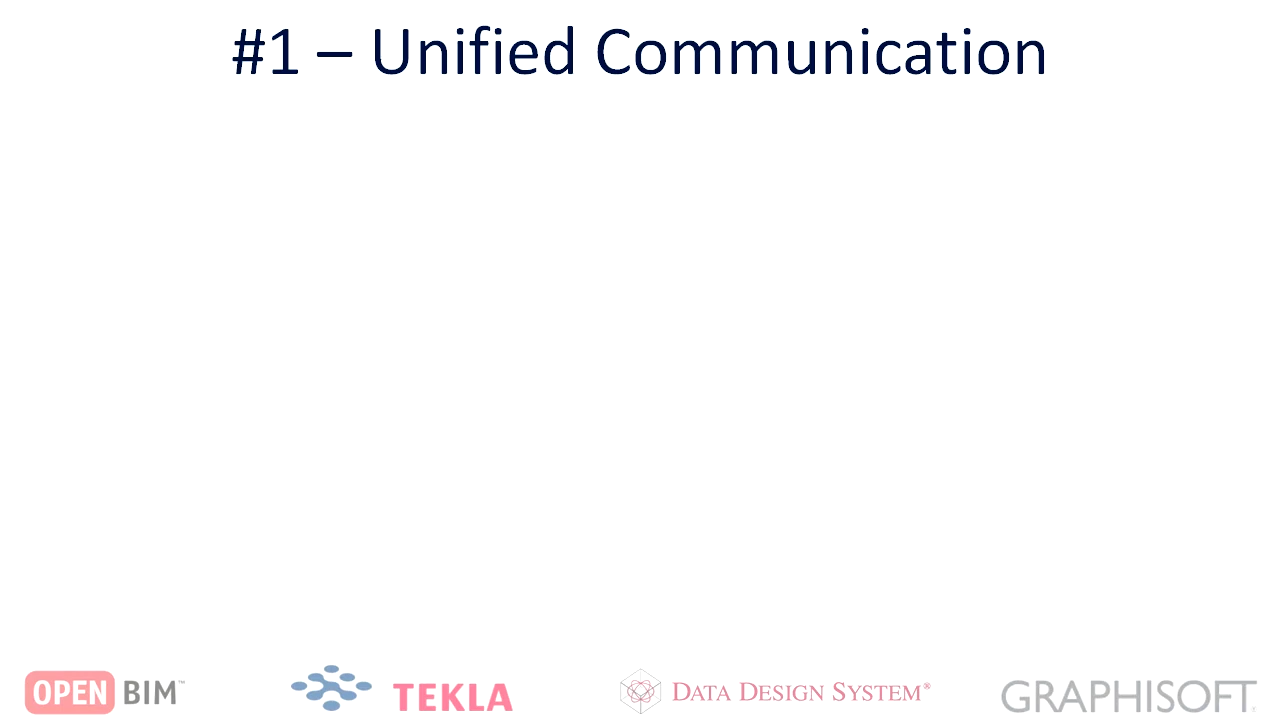 #1 – Unified Communication
OPEN BIM™
TEKLA
DATA DESIGN SYSTEM®
GRAPHISOFT